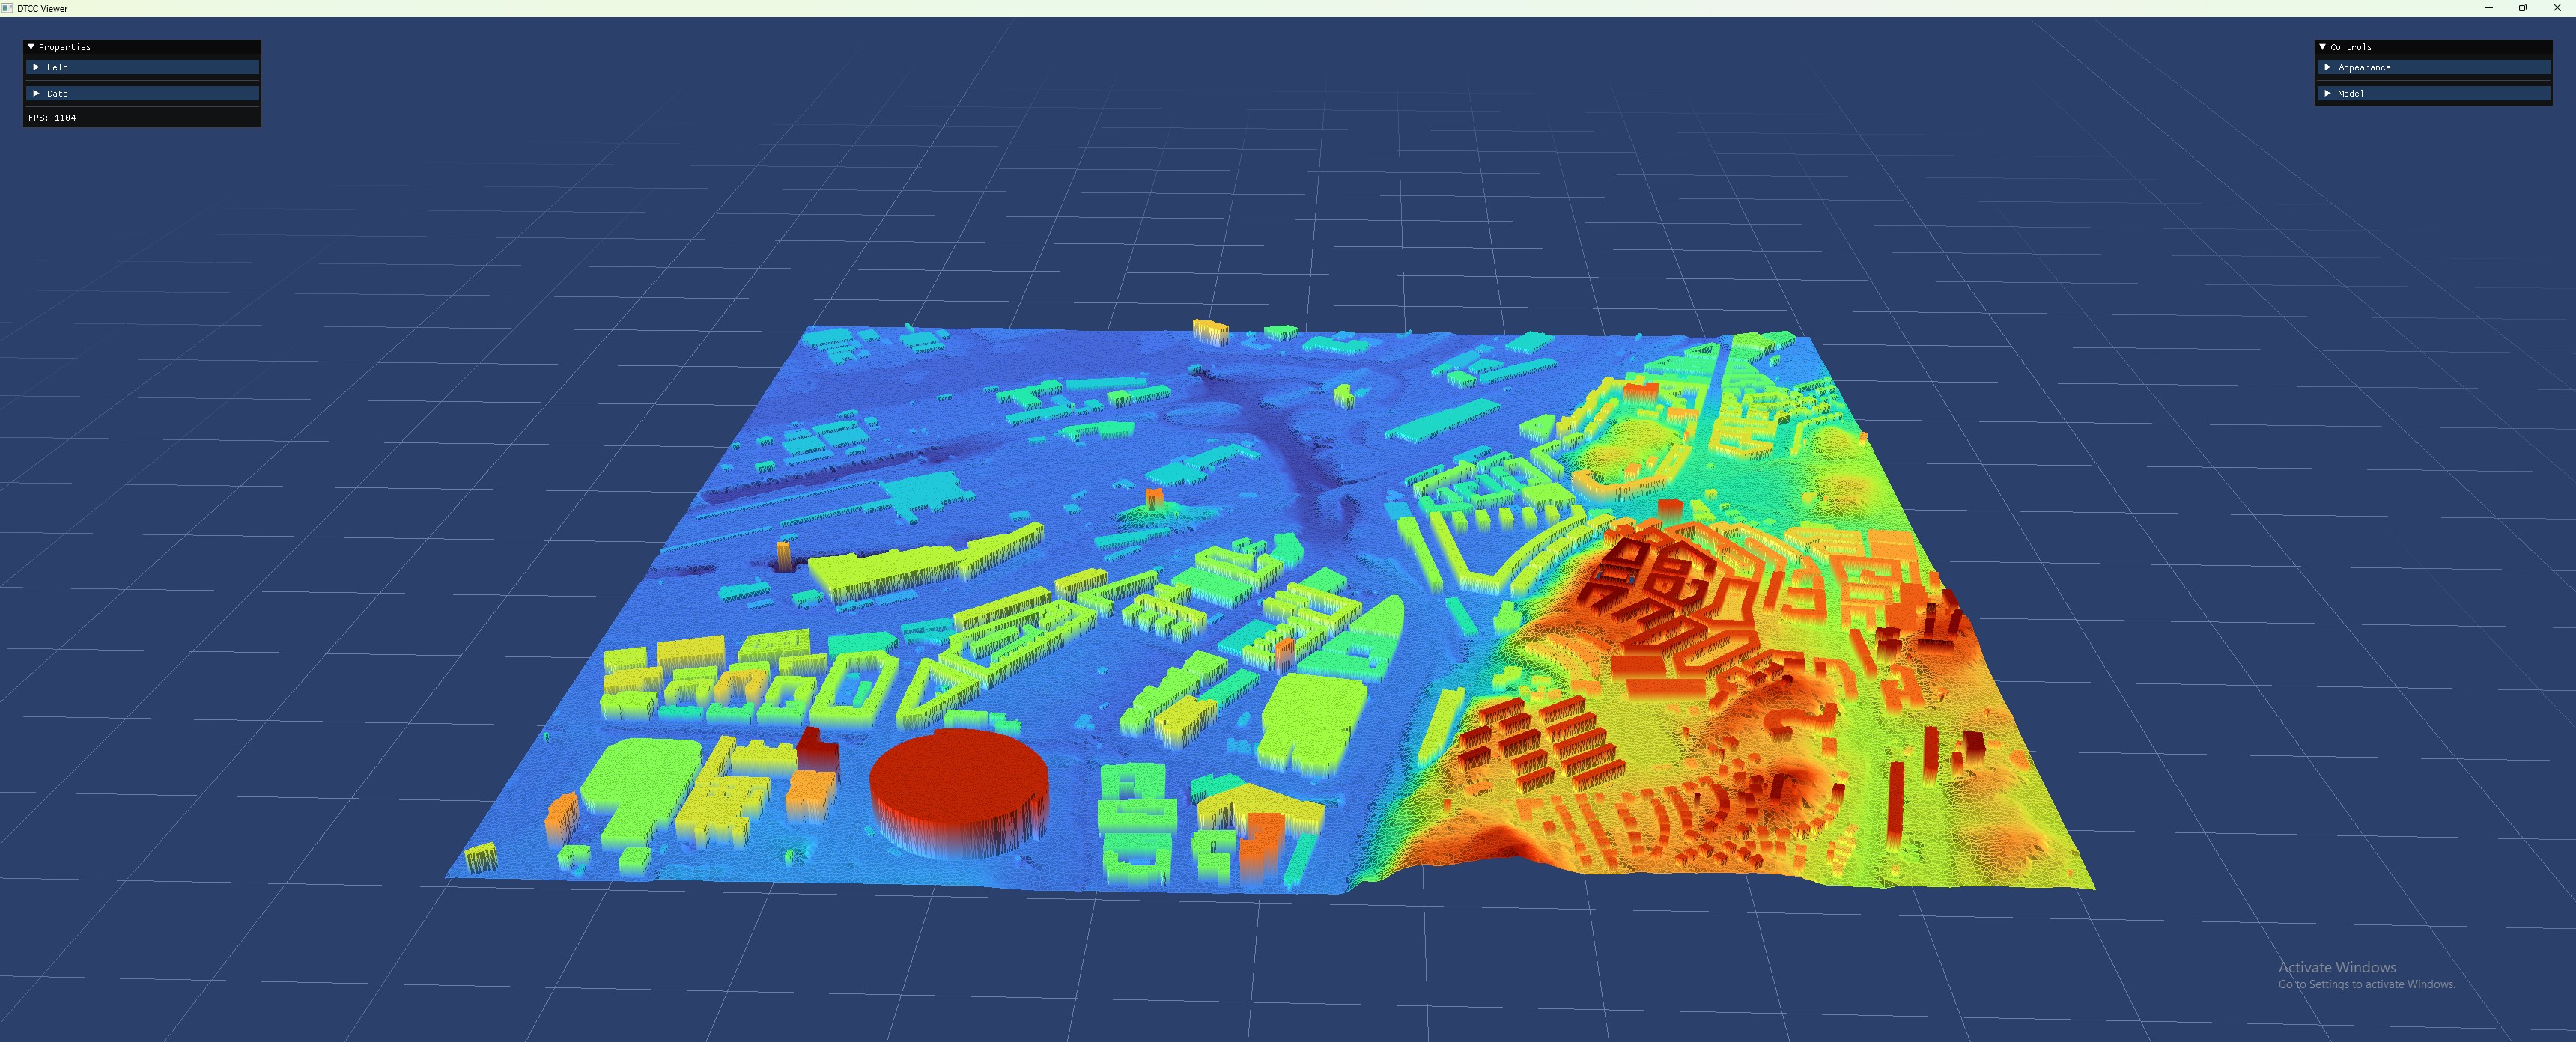 DTCC Viewer
Properties
Help
Data
FPS: 1104
Controls
Appearance
Model
Activate Windows
Go to Settings to activate Windows.